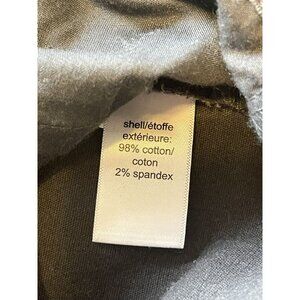 shell/étoffe
extérieure:
98% cotton/
coton
2% spandex